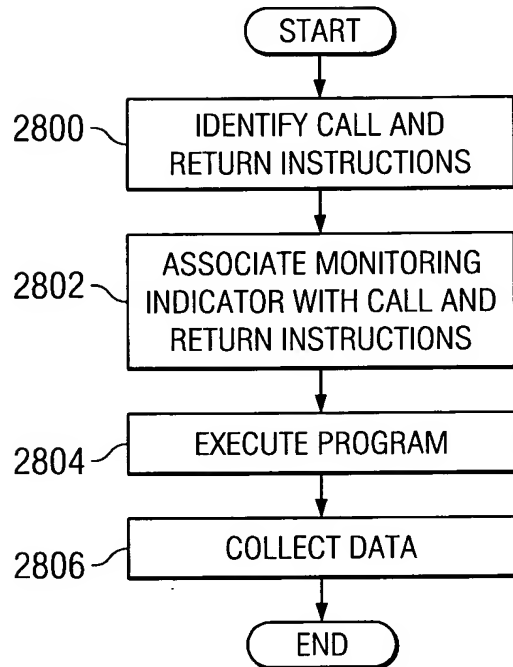 START
2800
IDENTIFY CALL AND
RETURN INSTRUCTIONS
2802
ASSOCIATE MONITORING
INDICATOR WITH CALL AND
RETURN INSTRUCTIONS
2804
EXECUTE PROGRAM
2806
COLLECT DATA
END